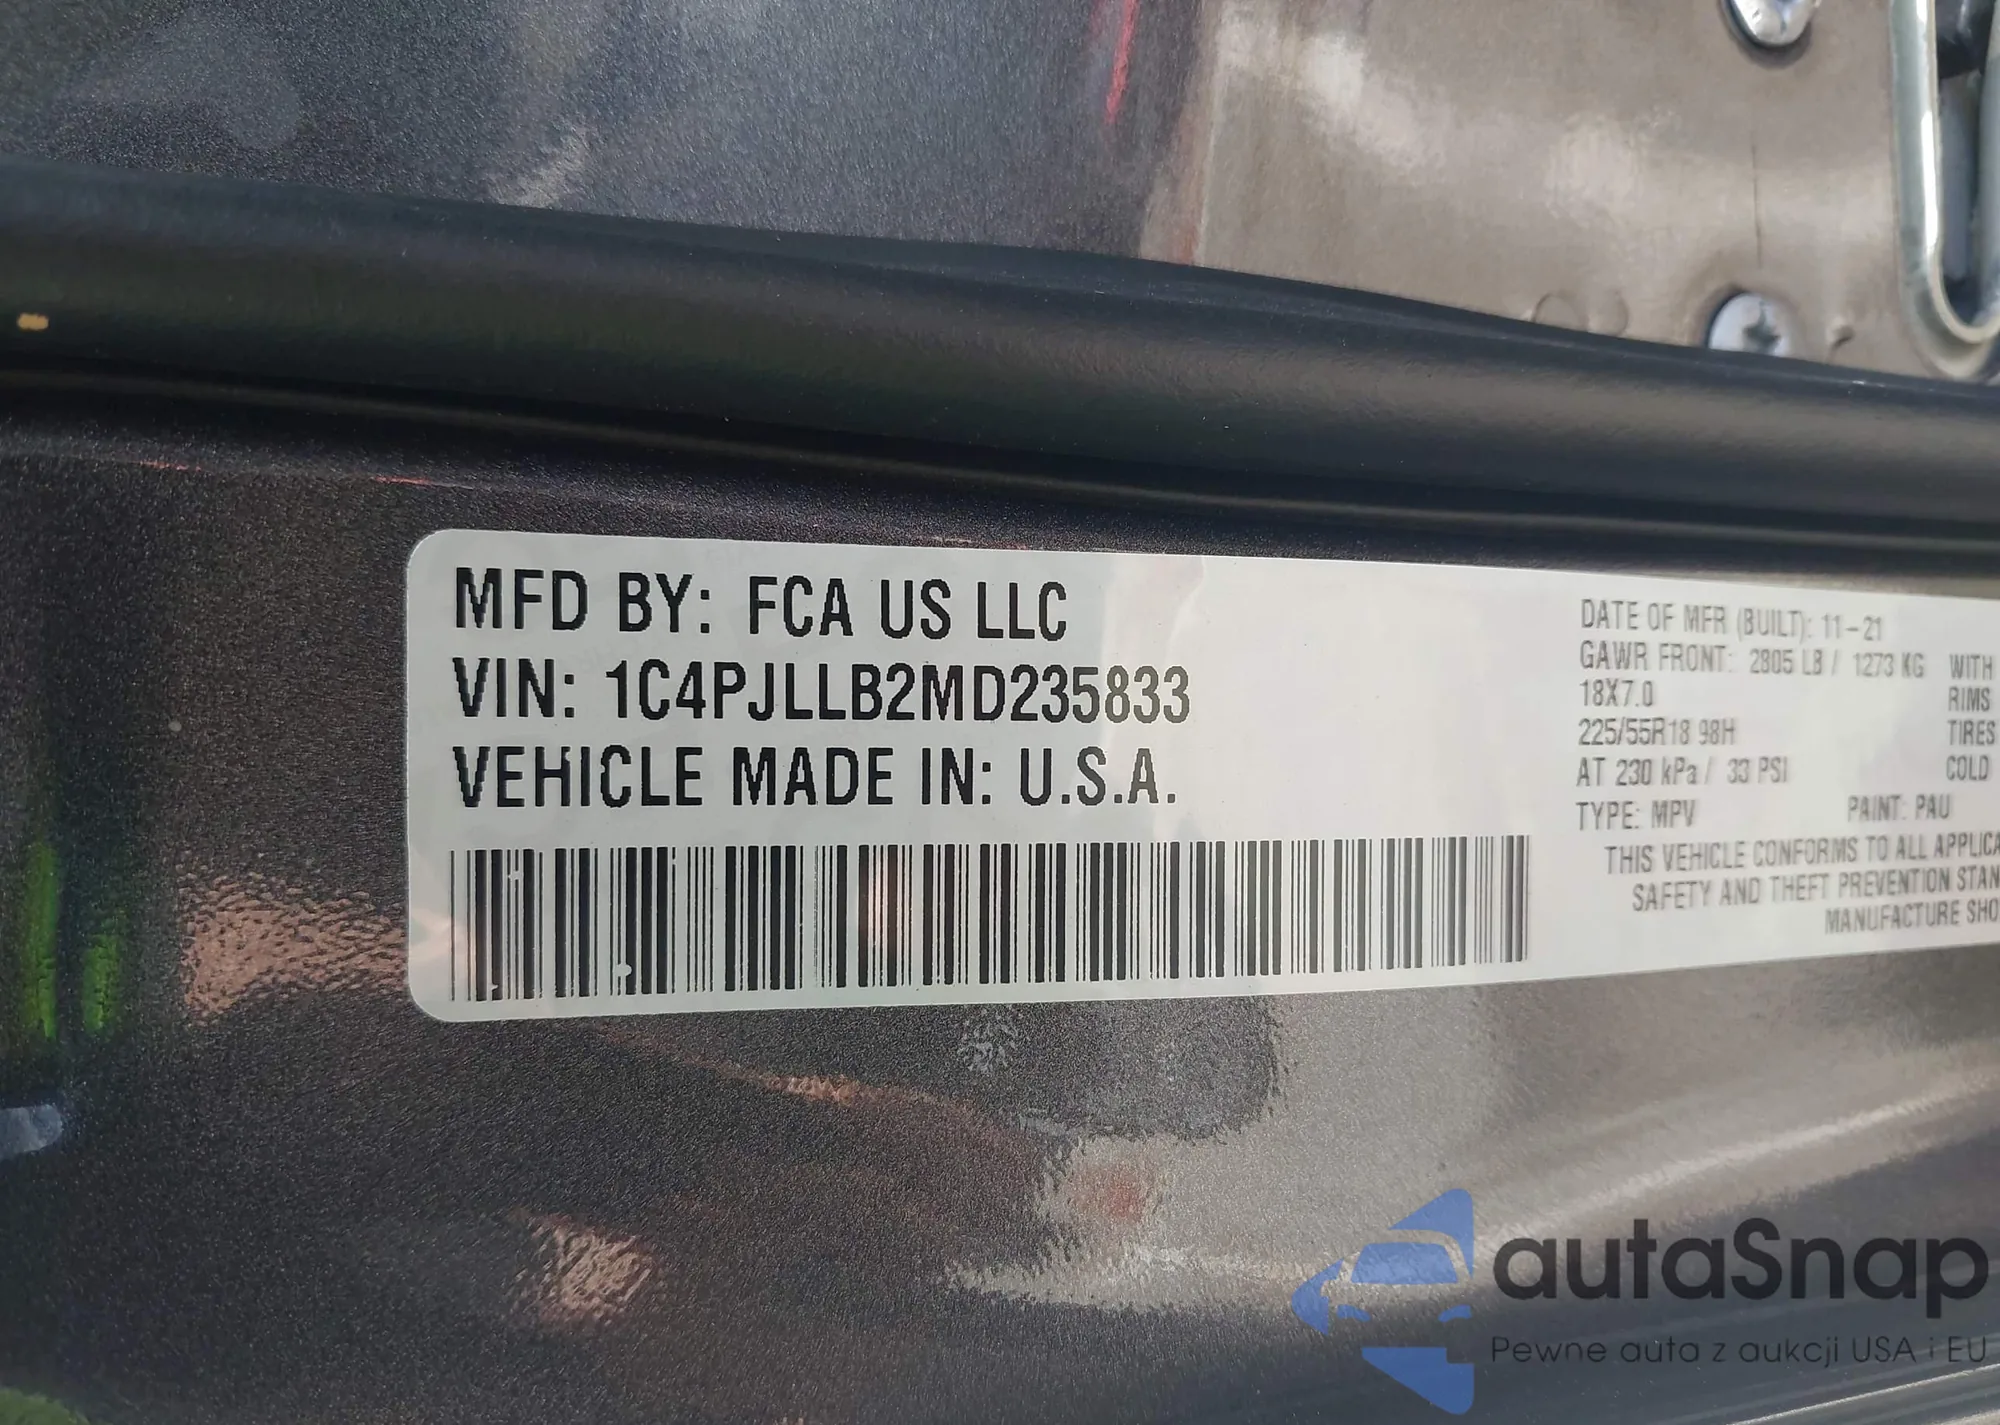 MFD BY: FCA US LLC
VIN: 1C4PJLLB2MD235833
VEHICLE MADE IN: U.S.A.
DATE OF MFR (BUILT): 11-21
GAWR FRONT: 2805 LB / 1273 KG WITH
18X7.0 RIMS
225/55R18 98H TIRES
AT 230 kPa / 33 PSI COLD
TYPE: MPV PAINT: PAU
THIS VEHICLE CONFORMS TO ALL APPLICA
SAFETY AND THEFT PREVENTION STAN
MANUFACTURE SHO
autaSnap
Pewne auta z aukcji USA i EU